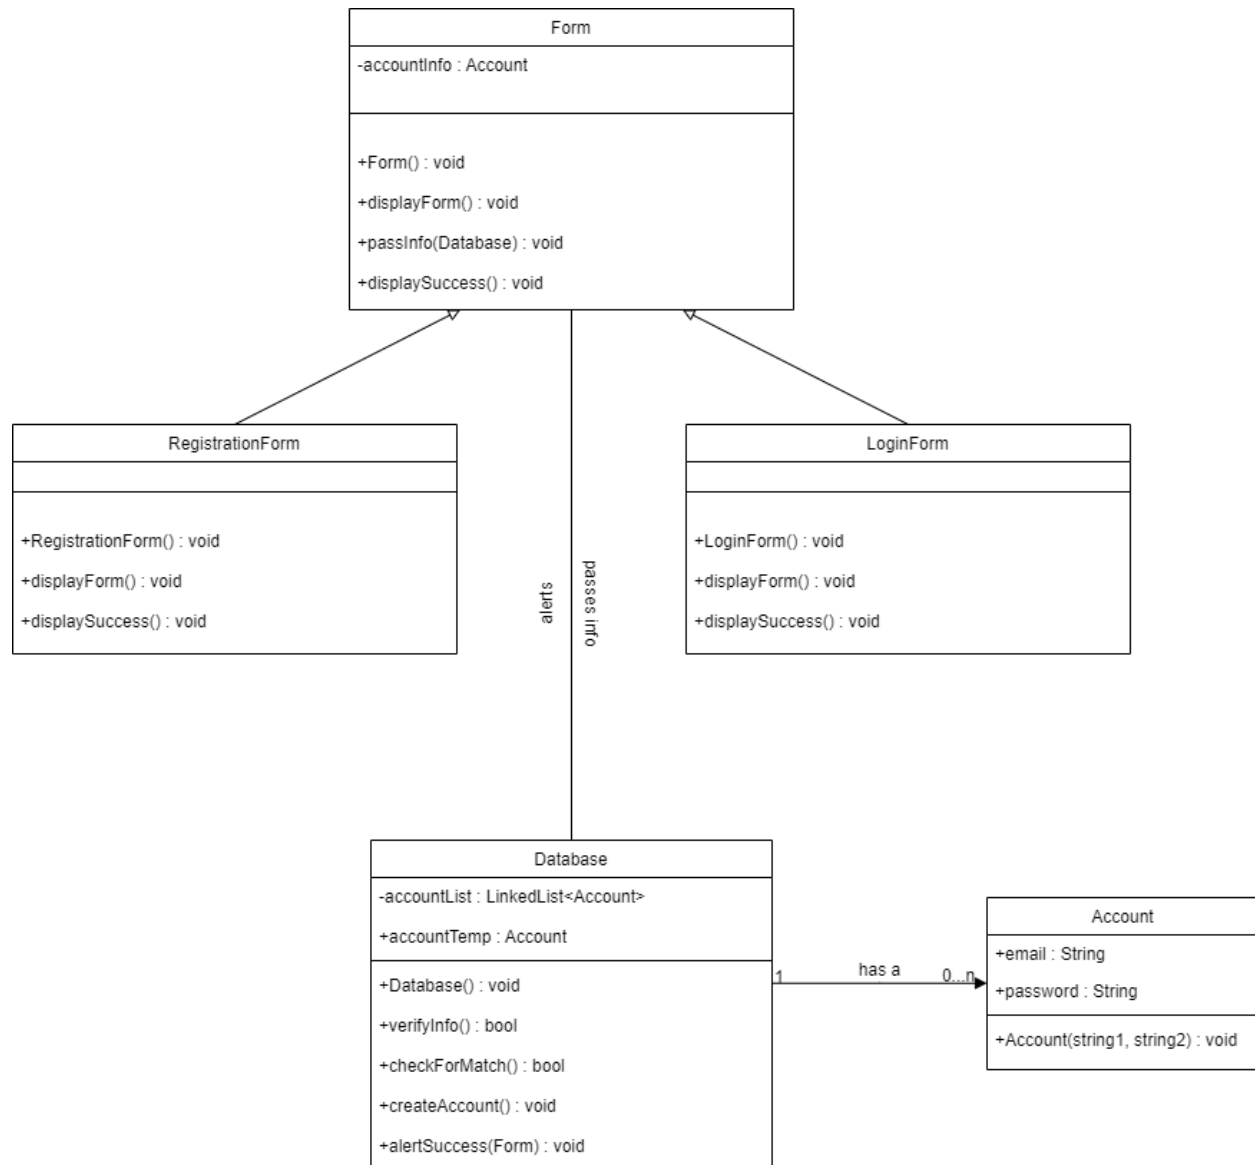 Form
-accountInfo : Account
+Form() : void
+displayForm() : void
+passInfo(Database) : void
+displaySuccess() : void
RegistrationForm
+RegistrationForm() : void
+displayForm() : void
+displaySuccess() : void
LoginForm
+LoginForm() : void
+displayForm() : void
+displaySuccess() : void
alerts
passes info
Database
-accountList : LinkedList<Account>
+accountTemp : Account
+Database() : void
+verifyInfo() : bool
+checkForMatch() : bool
+createAccount() : void
+alertSuccess(Form) : void
1
has a
0...n
Account
+email : String
+password : String
+Account(string1, string2) : void